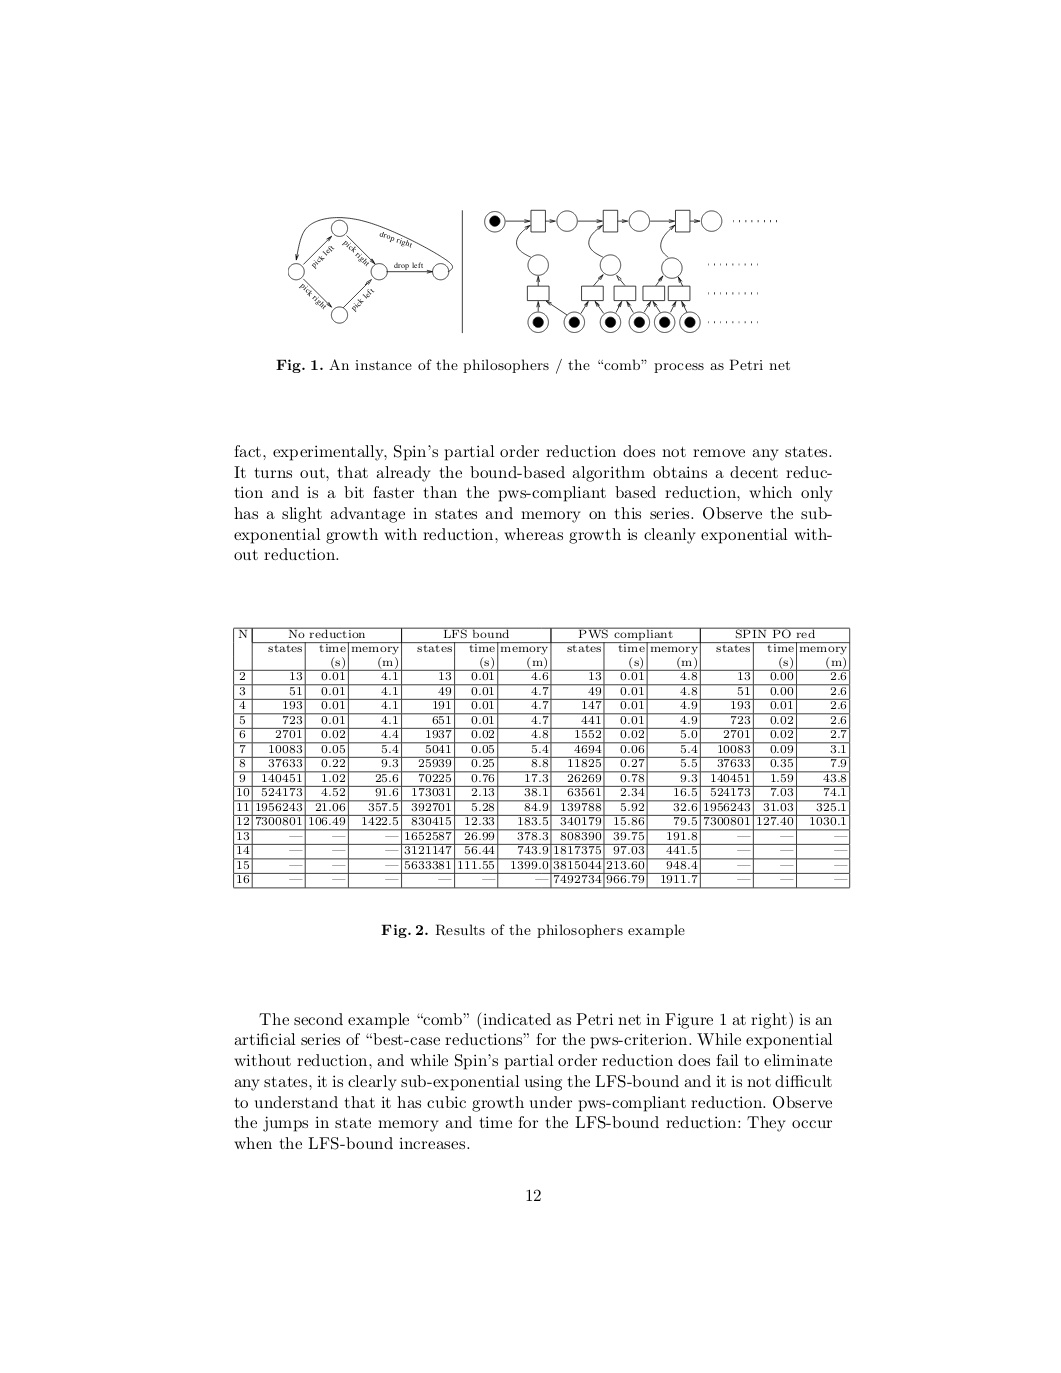 pick left
pick right
drop right
drop left
pick right
pick left
Fig. 1. An instance of the philosophers / the “comb” process as Petri net
fact, experimentally, Spin’s partial order reduction does not remove any states.
It turns out, that already the bound-based algorithm obtains a decent reduc-
tion and is a bit faster than the pws-compliant based reduction, which only
has a slight advantage in states and memory on this series. Observe the sub-
exponential growth with reduction, whereas growth is cleanly exponential with-
out reduction.
N No reduction LFS bound PWS compliant SPIN PO red
states time memory states time memory states time memory states time memory
(s) (m) (s) (m) (s) (m) (s) (m)
2 13 0.01 4.1 13 0.01 4.6 13 0.01 4.8 13 0.00 2.6
3 51 0.01 4.1 49 0.01 4.7 49 0.01 4.8 51 0.00 2.6
4 193 0.01 4.1 191 0.01 4.7 147 0.01 4.9 193 0.01 2.6
5 723 0.01 4.1 651 0.01 4.7 441 0.01 4.9 723 0.02 2.6
6 2701 0.02 4.4 1937 0.02 4.8 1552 0.02 5.0 2701 0.02 2.7
7 10083 0.05 5.4 5041 0.05 5.4 4694 0.06 5.4 10083 0.09 3.1
8 37633 0.22 9.3 25939 0.25 8.8 11825 0.27 5.5 37633 0.35 7.9
9 140451 1.02 25.6 70225 0.76 17.3 26269 0.78 9.3 140451 1.59 43.8
10 524173 4.52 91.6 173031 2.13 38.1 63561 2.34 16.5 524173 7.03 74.1
11 1956243 21.06 357.5 392701 5.28 84.9 139788 5.92 32.6 1956243 31.03 325.1
12 7300801 106.49 1422.5 830415 12.33 183.5 340179 15.86 79.5 7300801 127.40 1030.1
13 — — — 1652587 26.99 378.3 808390 39.75 191.8 — — —
14 — — — 3121147 56.44 743.9 1817375 97.03 441.5 — — —
15 — — — 5633381 111.55 1399.0 3815044 213.60 948.4 — — —
16 — — — — — — 7492734 966.79 1911.7 — — —
Fig. 2. Results of the philosophers example
The second example “comb” (indicated as Petri net in Figure 1 at right) is an
artificial series of “best-case reductions” for the pws-criterion. While exponential
without reduction, and while Spin’s partial order reduction does fail to eliminate
any states, it is clearly sub-exponential using the LFS-bound and it is not difficult
to understand that it has cubic growth under pws-compliant reduction. Observe
the jumps in state memory and time for the LFS-bound reduction: They occur
when the LFS-bound increases.
12